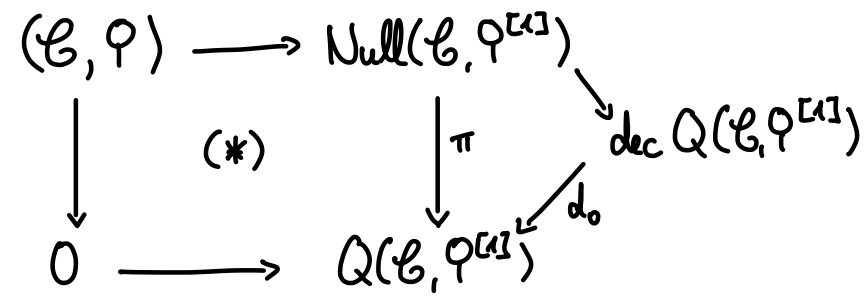 (𝒞, Ϙ) → Null(𝒞, Ϙ^[1])
(*) π dec Q(𝒞, Ϙ^[1])
d₀
0 → Q(𝒞, Ϙ^[1])